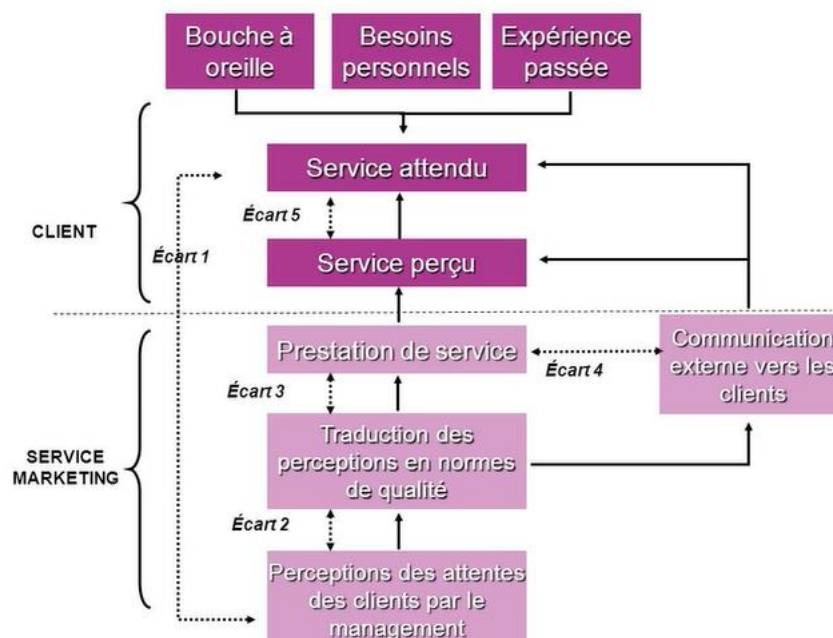 Bouche à
oreille
Besoins
personnels
Expérience
passée
Service attendu
Écart 5
CLIENT
Écart 1
Service perçu
Prestation de service
Communication
externe vers les
clients
Écart 4
Écart 3
Traduction des
perceptions en normes
de qualité
SERVICE
MARKETING
Écart 2
Perceptions des attentes
des clients par le
management